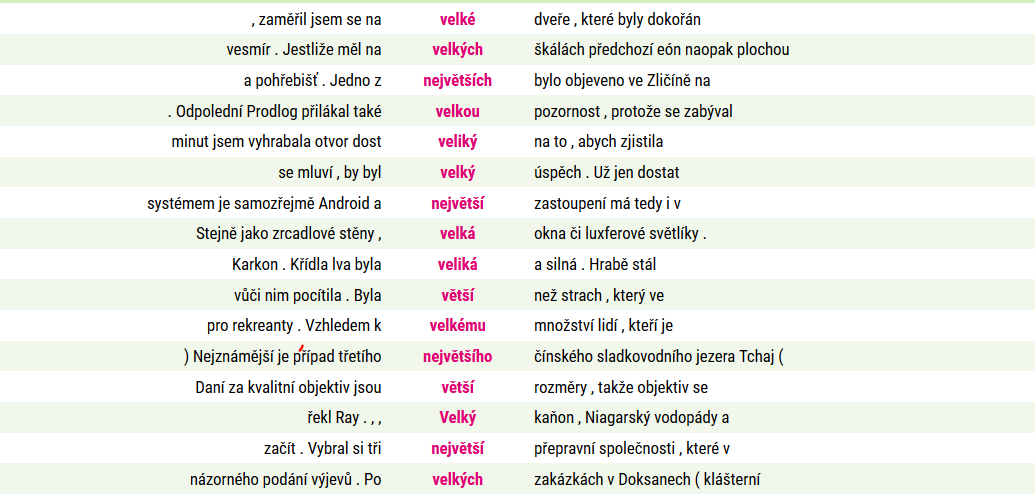 , zaměřil jsem se na velké dveře , které byly dokořán
vesmír . Jestliže měl na velkých škálách předchozí eón naopak plochou
a pohřebišť . Jedno z největších bylo objeveno ve Zličíně na
. Odpolední Prodlog přilákal také velkou pozornost , protože se zabýval
minut jsem vyhrabala otvor dost veliký na to , abych zjistila
se mluví , by byl velký úspěch . Už jen dostat
systémem je samozřejmě Android a největší zastoupení má tedy i v
Stejně jako zrcadlové stěny , velká okna či luxferové světlíky .
Karkon . Křídla lva byla veliká a silná . Hrabě stál
vůči nim pocítila . Byla větší než strach , který ve
pro rekreanty . Vzhledem k velkému množství lidí , kteří je
) Nejznámější je případ třetího největšího čínského sladkovodního jezera Tchaj (
Daní za kvalitní objektiv jsou větší rozměry , takže objektiv se
řekl Ray . , , Velký kaňon , Niagarský vodopády a
začít . Vybral si tři největší přepravní společnosti , které v
názorného podání výjevů . Po velkých zakázkách v Doksanech ( klášterní